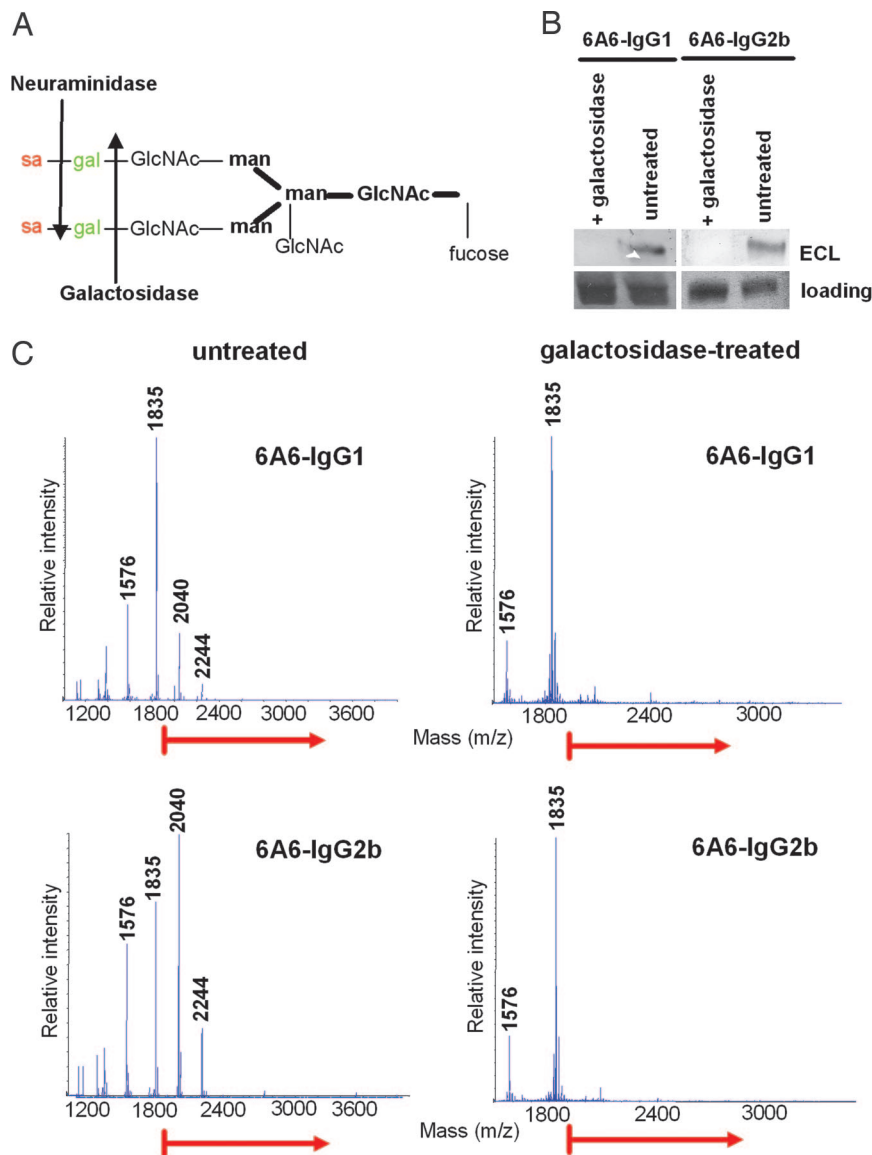 A
Neuraminidase
sa gal GlcNAc man
man GlcNAc
sa gal GlcNAc man
GlcNAc
fucose
Galactosidase
B
6A6-IgG1 6A6-IgG2b
+ galactosidase untreated + galactosidase untreated
ECL
loading
C
untreated galactosidase-treated
6A6-IgG1
Relative intensity
1576 1835 2040 2244
1200 1800 2400 3000 3600
6A6-IgG1
Relative intensity
1576 1835
1800 2400 3000
Mass (m/z)
6A6-IgG2b
Relative intensity
1576 1835 2040 2244
1200 1800 2400 3000 3600
6A6-IgG2b
Relative intensity
1576 1835
1800 2400 3000
Mass (m/z)